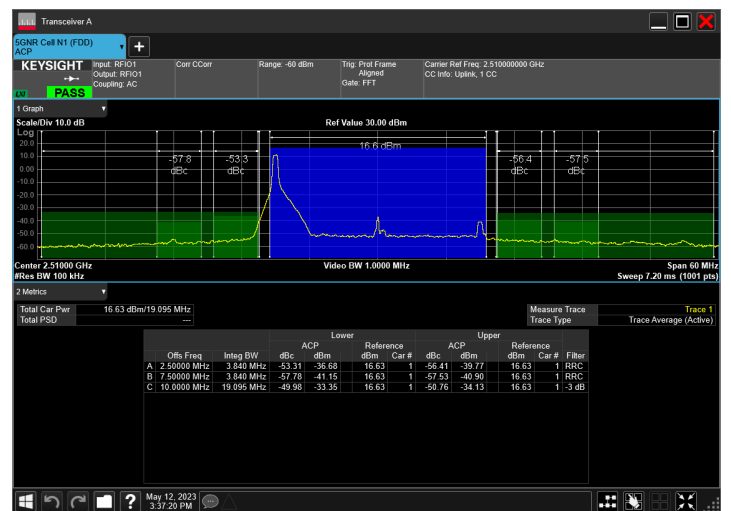 Transceiver A
5GNR Cell N1 (FDD)
ACP
KEYSIGHT
LXI PASS
Input: RFIO1
Output: RFIO1
Coupling: AC
Corr CCorr
Range: -60 dBm
Trig: Prot Frame
Aligned
Gate: FFT
Carrier Ref Freq: 2.510000000 GHz
CC Info: Uplink, 1 CC
1 Graph
Scale/Div 10.0 dB
Ref Value 30.00 dBm
Log
20.0
10.0
0.00
-10.0
-20.0
-30.0
-40.0
-50.0
-60.0
-57.8
dBc
-53.3
dBc
16.6 dBm
-56.4
dBc
-57.5
dBc
Center 2.51000 GHz
#Res BW 100 kHz
Video BW 1.0000 MHz
Span 60 MHz
Sweep 7.20 ms (1001 pts)
2 Metrics
Total Car Pwr 16.63 dBm/19.095 MHz
Total PSD ---
Measure Trace Trace 1
Trace Type Trace Average (Active)
Lower Upper
ACP Reference ACP Reference
Offs Freq Integ BW dBc dBm dBm Car # dBc dBm dBm Car # Filter
A 2.50000 MHz 3.840 MHz -53.31 -36.68 16.63 1 -56.41 -39.77 16.63 1 RRC
B 7.50000 MHz 3.840 MHz -57.78 -41.15 16.63 1 -57.53 -40.90 16.63 1 RRC
C 10.0000 MHz 19.095 MHz -49.98 -33.35 16.63 1 -50.76 -34.13 16.63 1 -3 dB
May 12, 2023
3:37:20 PM